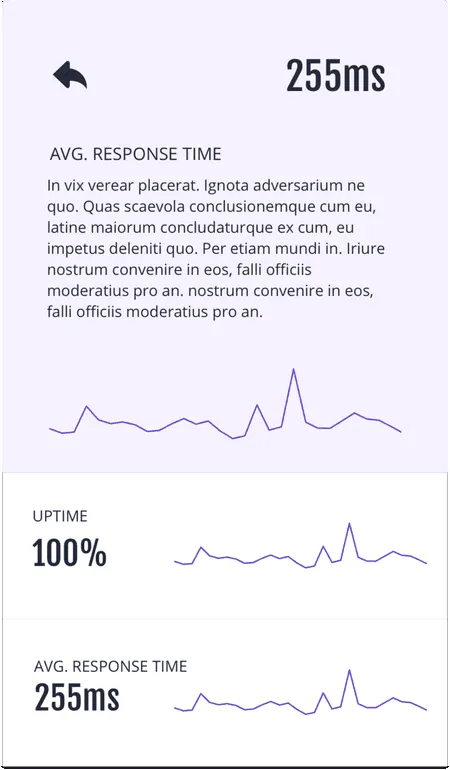 255ms
AVG. RESPONSE TIME
In vix verear placerat. Ignota adversarium ne
quo. Quas scaevola conclusionemque cum eu,
latine maiorum concludaturque ex cum, eu
impetus deleniti quo. Per etiam mundi in. Iriure
nostrum convenire in eos, falli officiis
moderatius pro an. nostrum convenire in eos,
falli officiis moderatius pro an.
UPTIME
100%
AVG. RESPONSE TIME
255ms